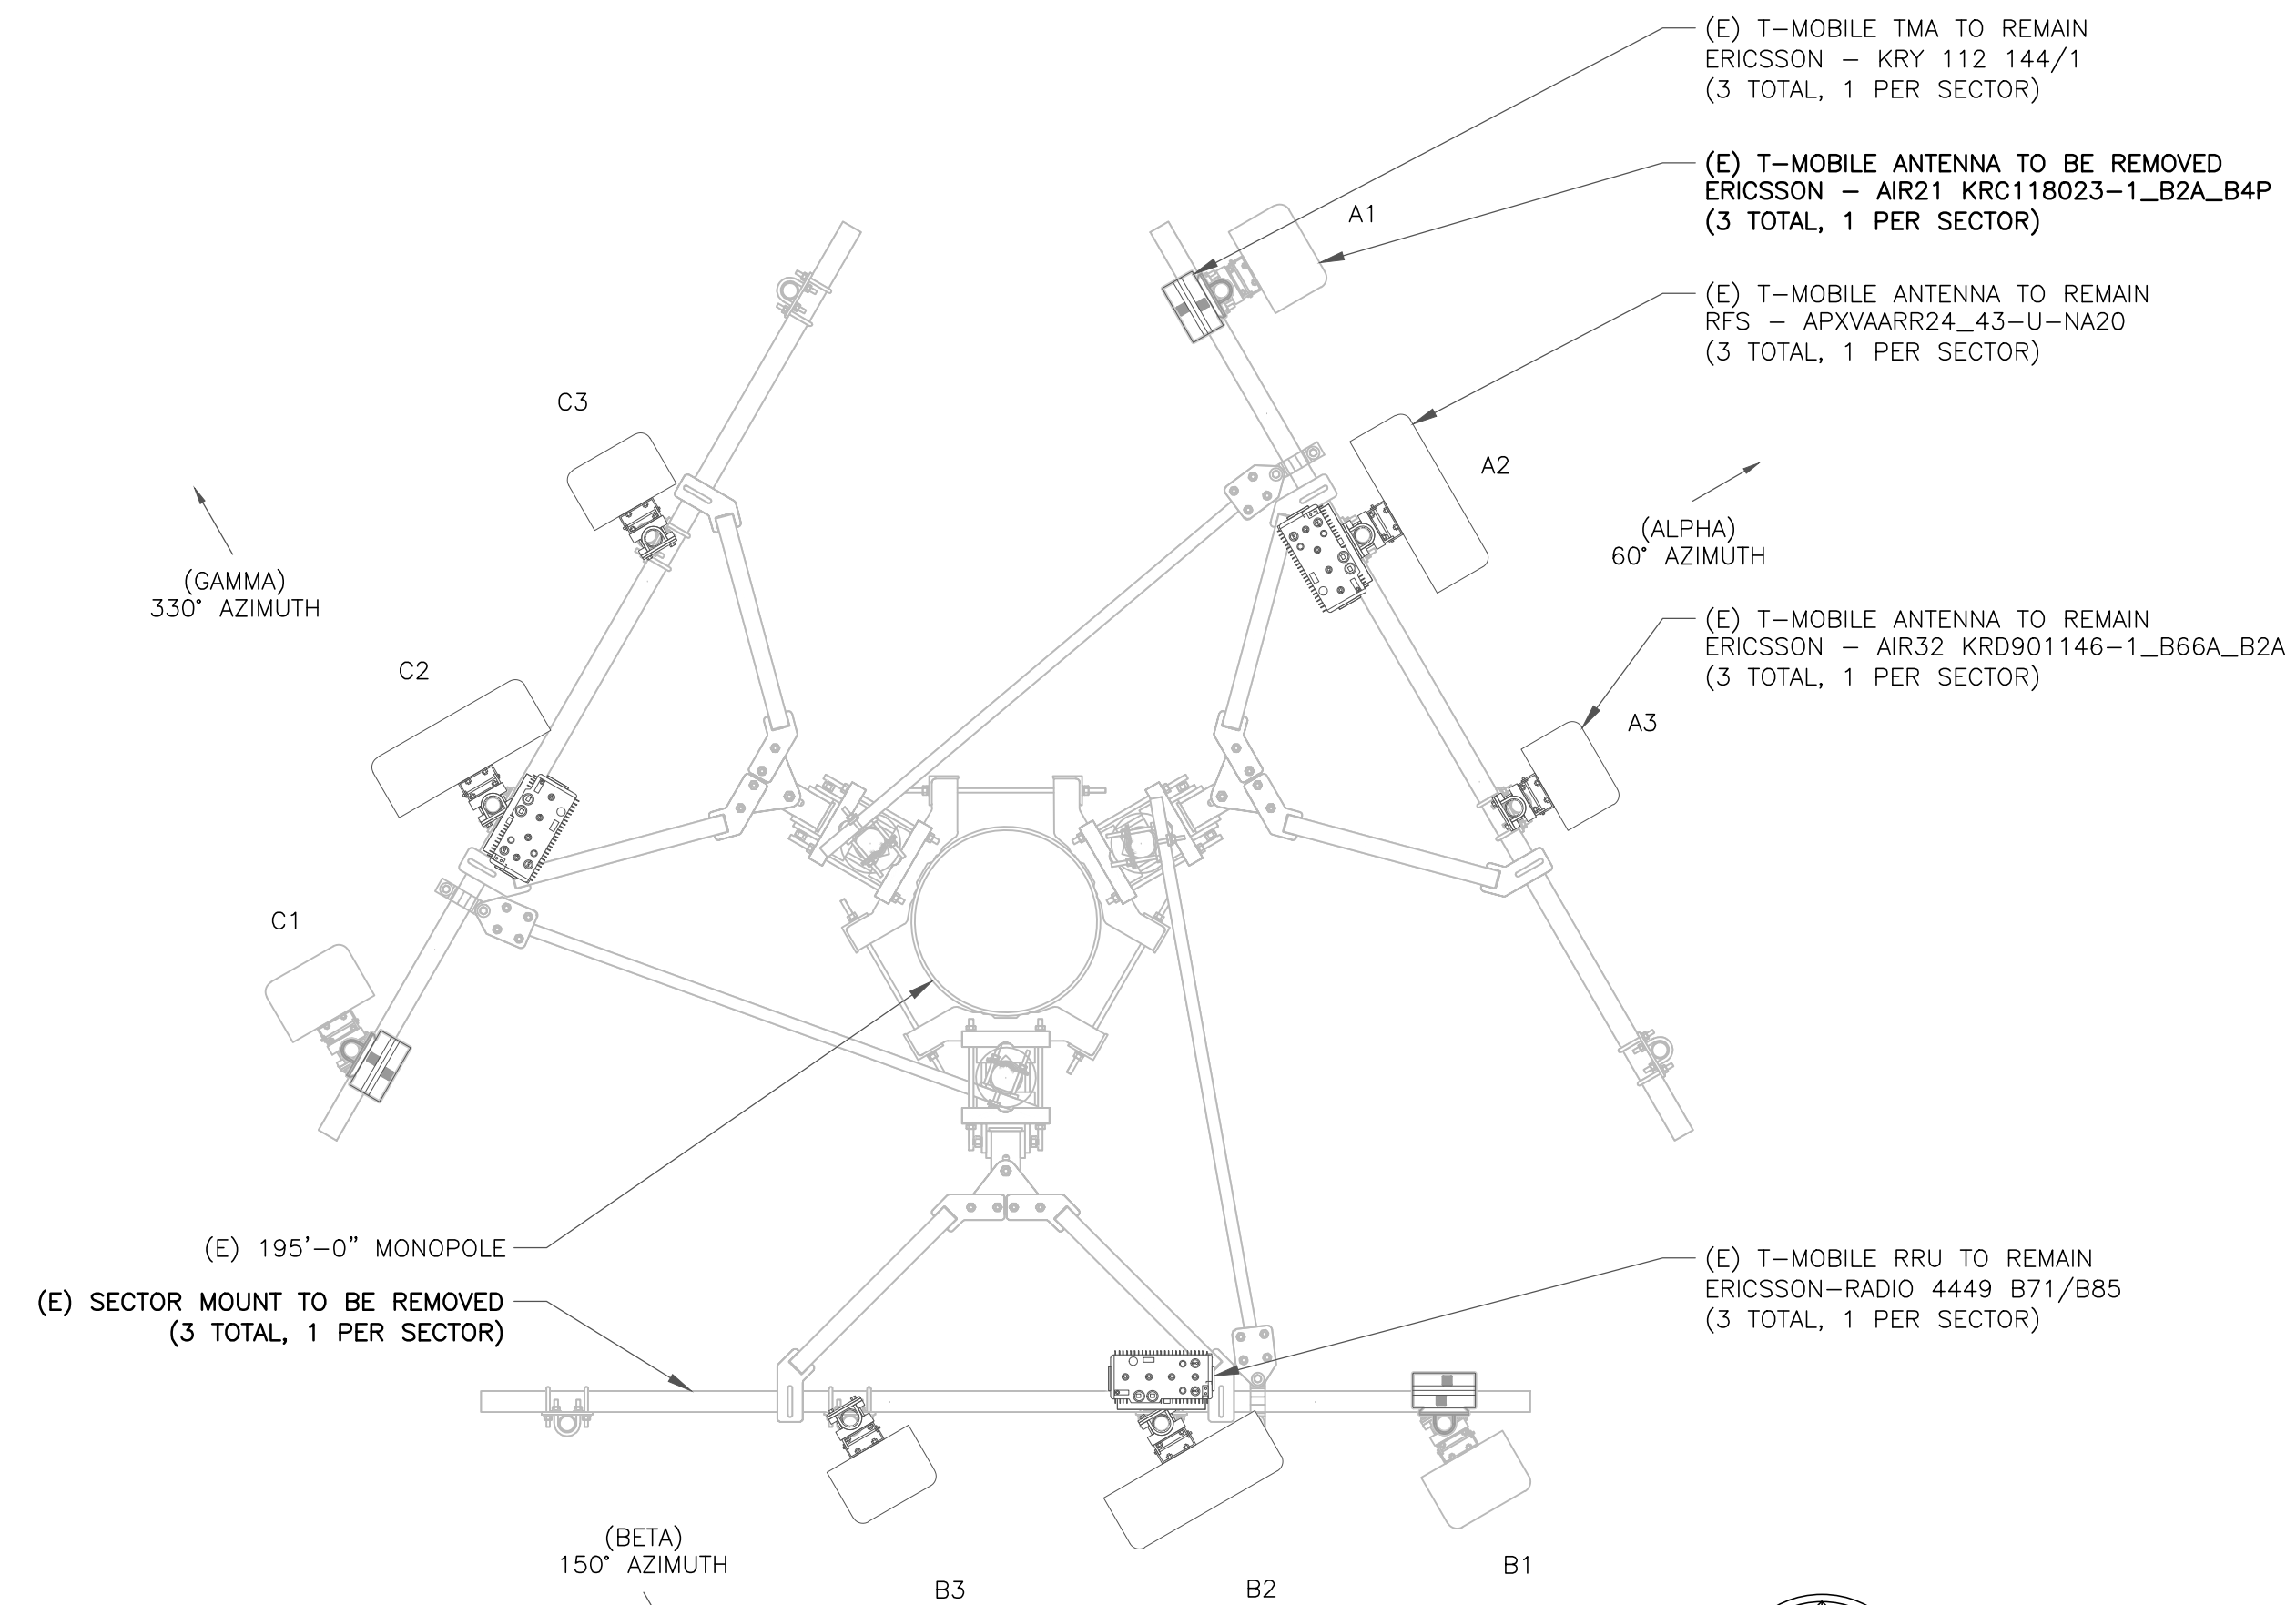 (E) T-MOBILE TMA TO REMAIN
ERICSSON - KRY 112 144/1
(3 TOTAL, 1 PER SECTOR)
(E) T-MOBILE ANTENNA TO BE REMOVED
ERICSSON - AIR21 KRC118023-1_B2A_B4P
(3 TOTAL, 1 PER SECTOR)
A1
(E) T-MOBILE ANTENNA TO REMAIN
RFS - APXVAARR24_43-U-NA20
(3 TOTAL, 1 PER SECTOR)
C3
A2
(ALPHA)
60° AZIMUTH
(GAMMA)
330° AZIMUTH
(E) T-MOBILE ANTENNA TO REMAIN
ERICSSON - AIR32 KRD901146-1_B66A_B2A
(3 TOTAL, 1 PER SECTOR)
C2
A3
C1
(E) 195'-0" MONOPOLE
(E) SECTOR MOUNT TO BE REMOVED
(3 TOTAL, 1 PER SECTOR)
(E) T-MOBILE RRU TO REMAIN
ERICSSON-RADIO 4449 B71/B85
(3 TOTAL, 1 PER SECTOR)
(BETA)
150° AZIMUTH
B3
B2
B1